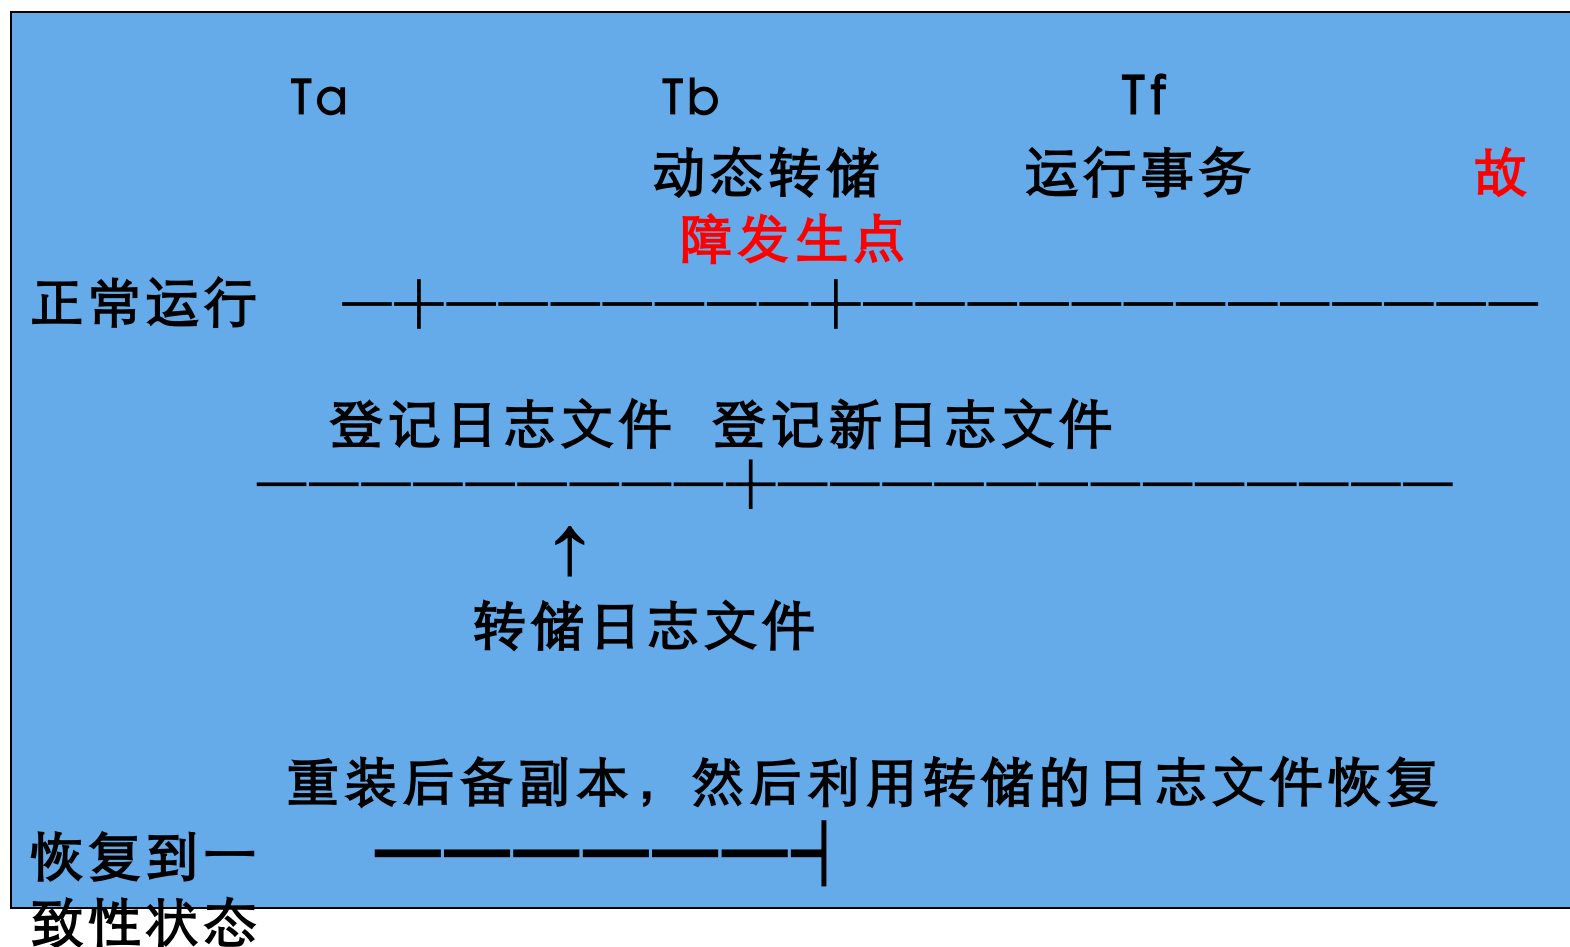 Ta Tb Tf
动态转储 运行事务 故
障发生点
正常运行 ─┼───────┼─────────────
登记日志文件 登记新日志文件
─────────┼─────────────
↑
转储日志文件
重装后备副本，然后利用转储的日志文件恢复
恢复到一 ━━━━━━┥
致性状态